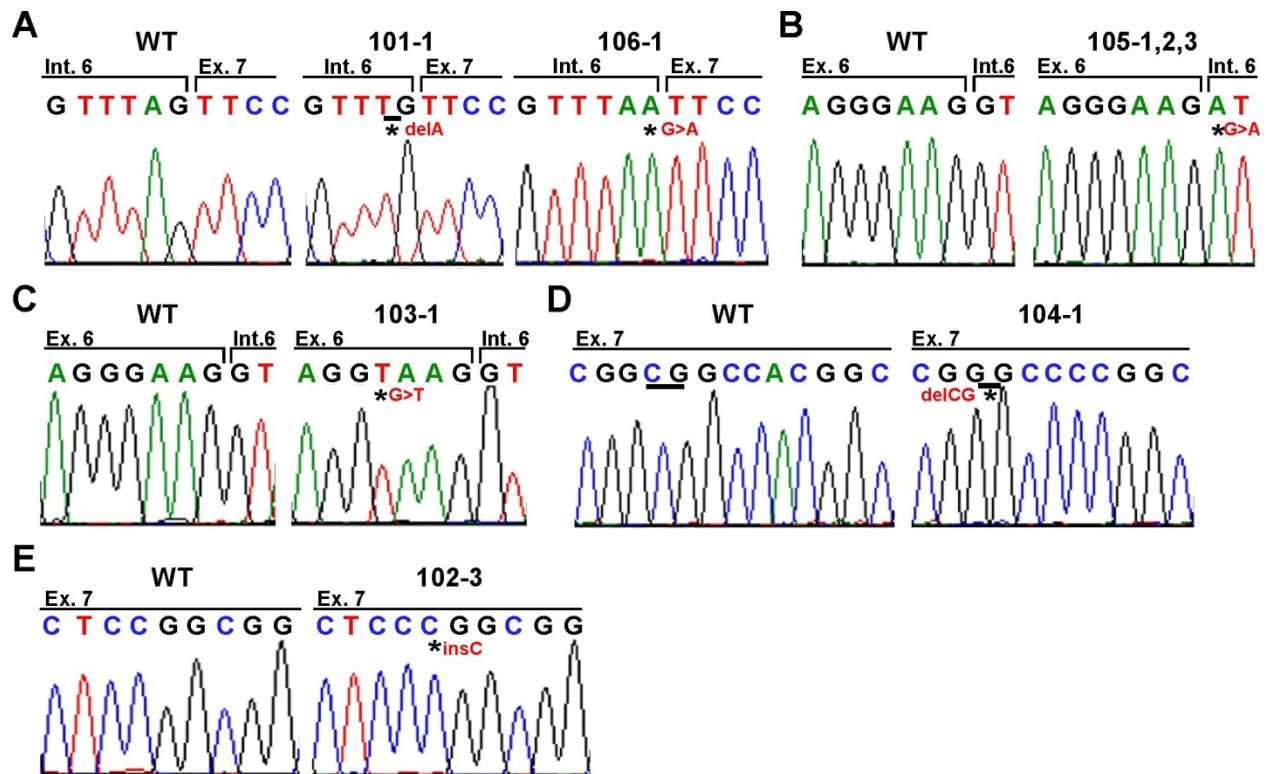 A
WT
101-1
106-1
Int. 6 Ex. 7 Int. 6 Ex. 7 Int. 6 Ex. 7
G T T T A G T T C C G T T T G T T C C G T T T A A T T C C
* delA * G>A
B
WT
105-1,2,3
Ex. 6 Int.6 Ex. 6 Int. 6
A G G G A A G G T A G G G A A G A T
*G>A
C
WT
103-1
Ex. 6 Int.6 Ex. 6 Int. 6
A G G G A A G G T A G G T A A G G T
*G>T
D
WT
104-1
Ex. 7 Ex. 7
C G G C G G C C A C G G C C G G G C C C C G G C
delCG *
E
WT
102-3
Ex. 7 Ex. 7
C T C C G G C G G C T C C C G G C G G
*insC